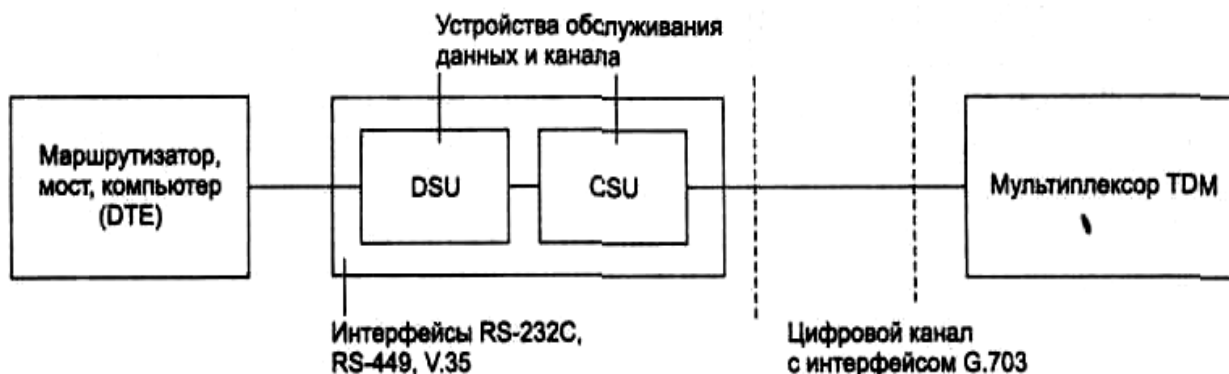 Устройства обслуживания
данных и канала
Маршрутизатор,
мост, компьютер
(DTE)
DSU
CSU
Мультиплексор TDM
Интерфейсы RS-232C,
RS-449, V.35
Цифровой канал
с интерфейсом G.703